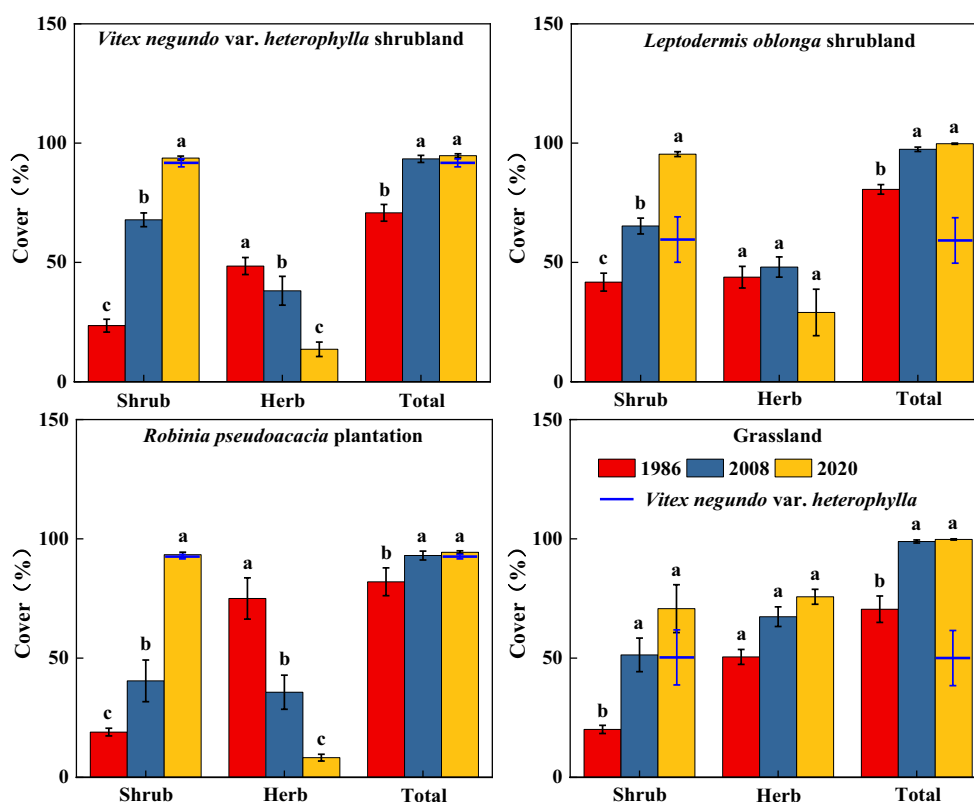 Vitex negundo var. heterophylla shrubland
Cover (%)
150
100
50
0
c
b
a
a
b
c
b
a
a
Shrub
Herb
Total
Leptodermis oblonga shrubland
Cover (%)
150
100
50
0
c
b
a
a
a
a
b
a
a
Shrub
Herb
Total
Robinia pseudoacacia plantation
Cover (%)
150
100
50
0
c
b
a
a
b
c
b
a
a
Shrub
Herb
Total
Grassland
1986 2008 2020
Vitex negundo var. heterophylla
Cover (%)
150
100
50
0
b
a
a
a
a
a
b
a
a
Shrub
Herb
Total